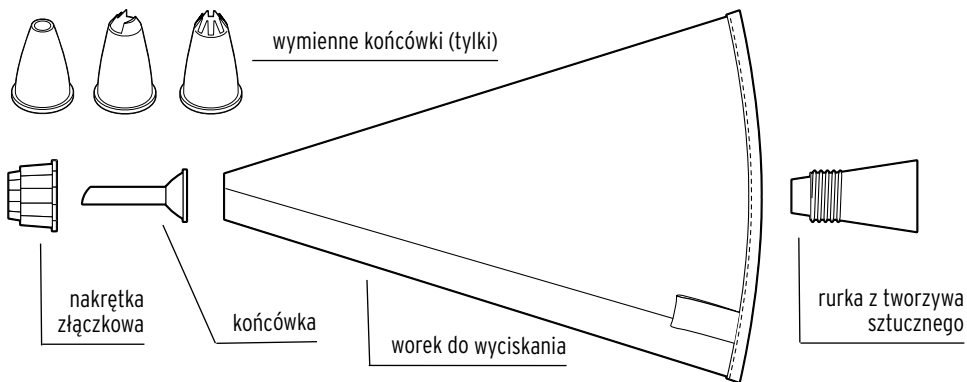 wymienne końcówki (tylki)
nakrętka
złączkowa
końcówka
worek do wyciskania
rurka z tworzywa
sztucznego